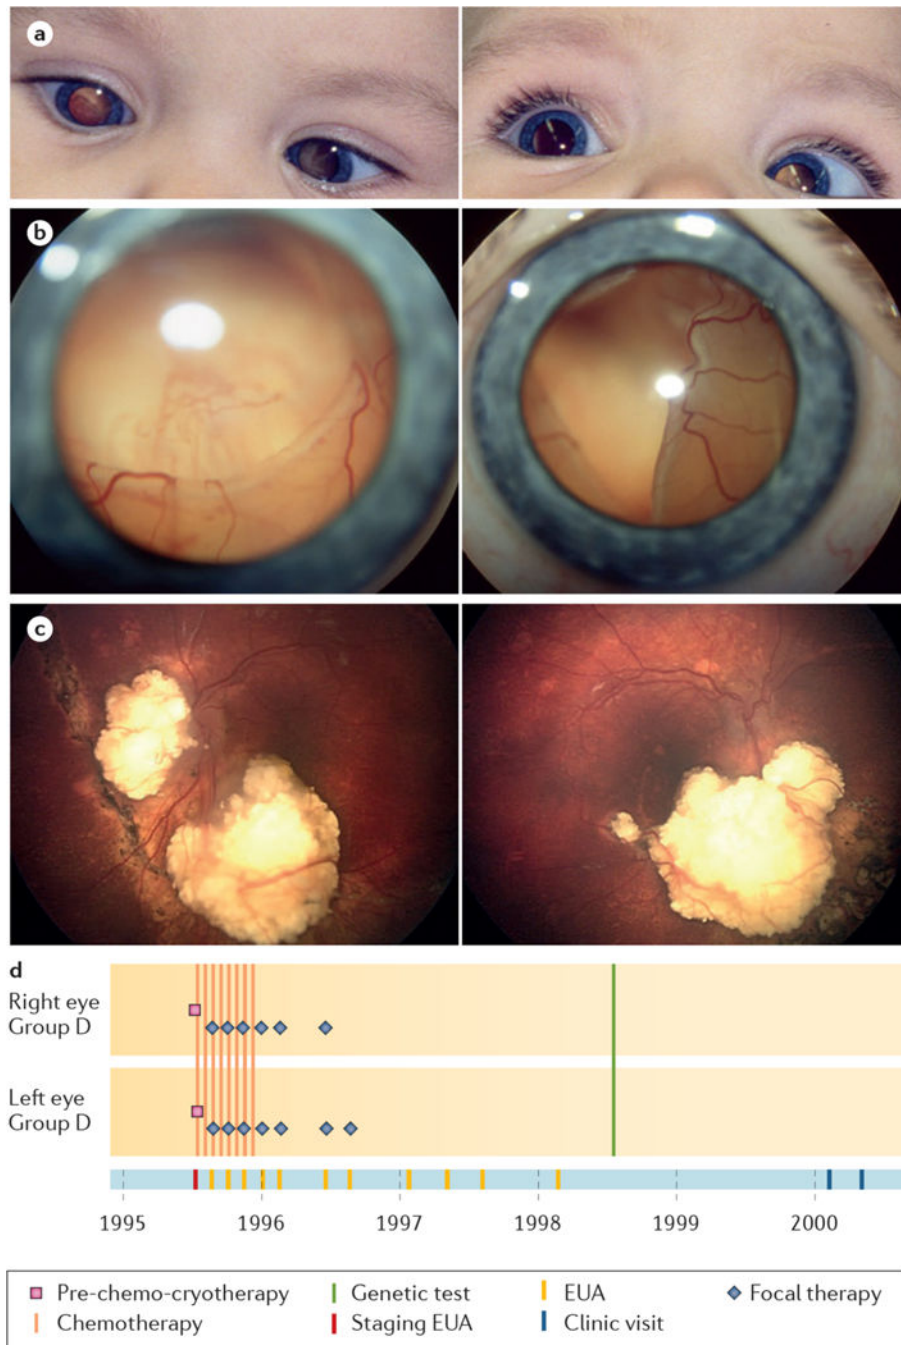 a
b
c
d
Right eye
Group D
Left eye
Group D
1995 1996 1997 1998 1999 2000
Pre-chemo-cryotherapy Genetic test EUA Focal therapy
Chemotherapy Staging EUA Clinic visit